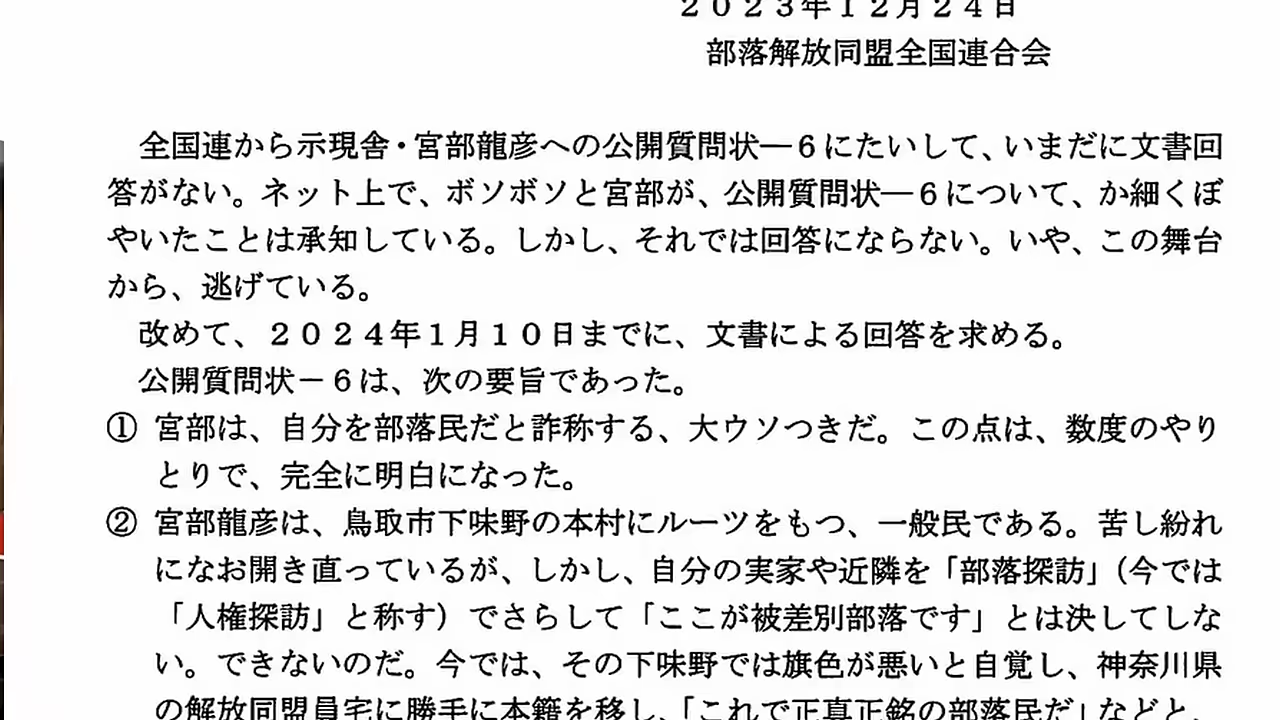 ２０２３年１２月２４日
部落解放同盟全国連合会
全国連から示現舎・宮部龍彦への公開質問状―６にたいして、いまだに文書回
答がない。ネット上で、ボソボソと宮部が、公開質問状―６について、か細くぼ
やいたことは承知している。しかし、それでは回答にならない。いや、この舞台
から、逃げている。
改めて、２０２４年１月１０日までに、文書による回答を求める。
公開質問状－６は、次の要旨であった。
① 宮部は、自分を部落民だと詐称する、大ウソつきだ。この点は、数度のやり
とりで、完全に明白になった。
② 宮部龍彦は、鳥取市下味野の本村にルーツをもつ、一般民である。苦し紛れ
になお開き直っているが、しかし、自分の実家や近隣を「部落探訪」（今では
「人権探訪」と称す）でさらして「ここが被差別部落です」とは決してしな
い。できないのだ。今では、その下味野では旗色が悪いと自覚し、神奈川県
の解放同盟員宅に勝手に本籍を移し、「これで正真正銘の部落民だ」などと、